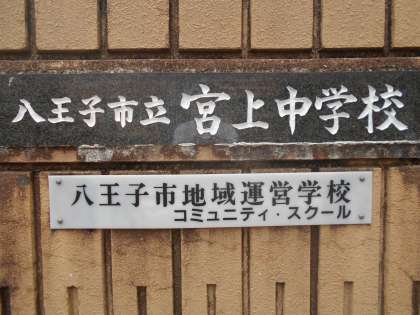 八王子市立 宮上中学校
八王子市地域運営学校
コミュニティ・スクール